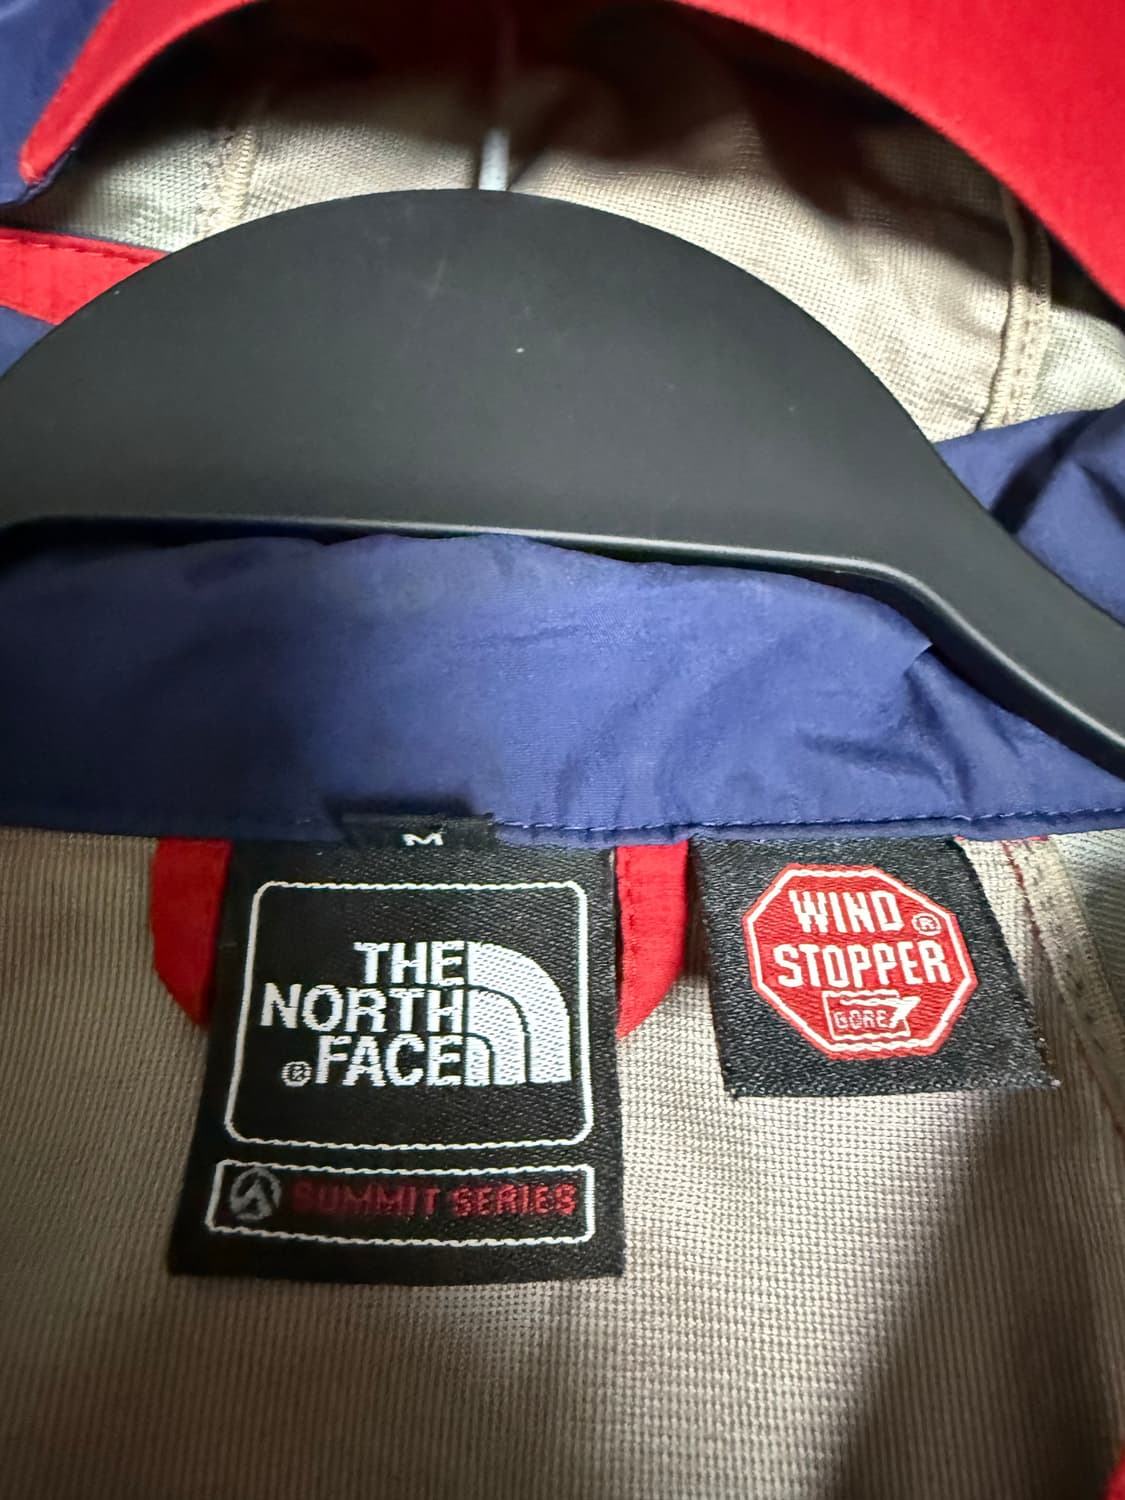 M
THE
NORTH
®FACE
SUMMIT SERIES
WIND®
STOPPER
GORE